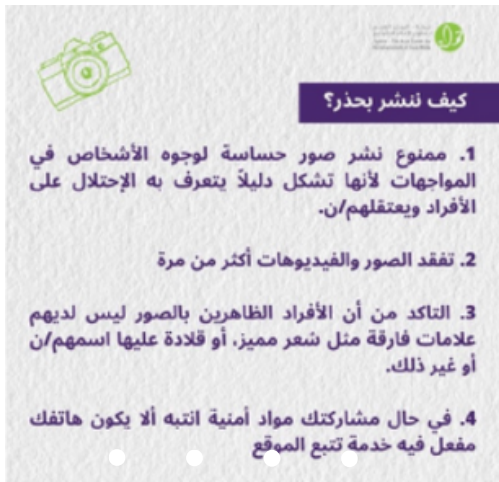 كيف ننشر بحذر؟
1. ممنوع نشر صور حساسة لوجوه الأشخاص في
المواجهات لأنها تشكل دليلاً يتعرف به الإحتلال على
الأفراد ويعتقلهم/ن.
2. تفقد الصور والفيديوهات أكثر من مرة
3. التاكد من أن الأفراد الظاهرين بالصور ليس لديهم
علامات فارقة مثل شعر مميز، أو قلادة عليها اسمهم/ن
أو غير ذلك.
4. في حال مشاركتك مواد أمنية انتبه ألا يكون هاتفك
مفعل فيه خدمة تتبع الموقع